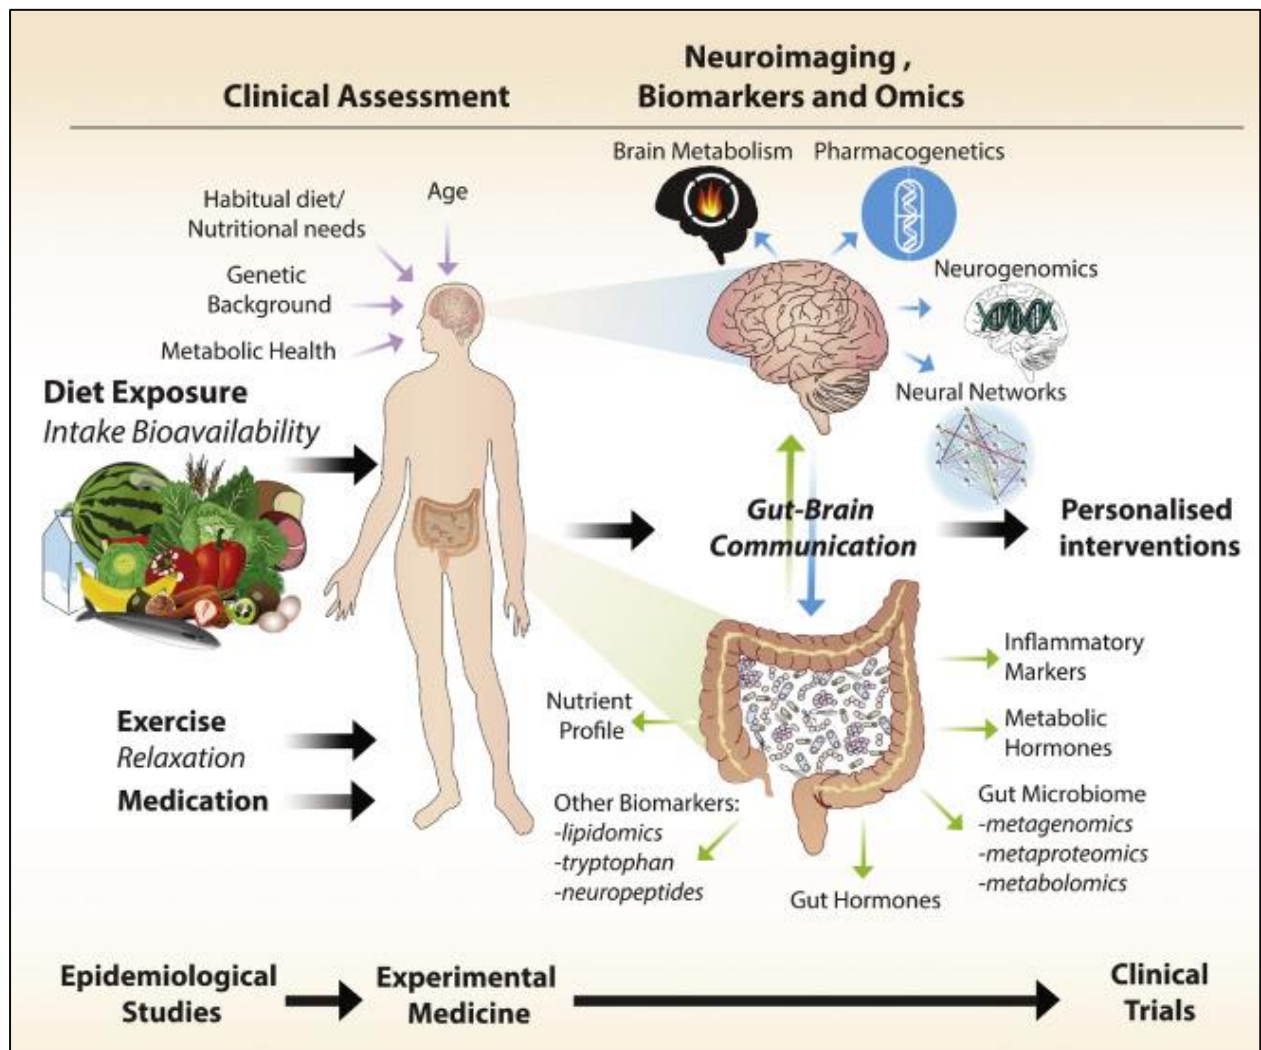 Clinical Assessment
Neuroimaging ,
Biomarkers and Omics
Brain Metabolism
Pharmacogenetics
Habitual diet/
Nutritional needs
Age
Genetic
Background
Metabolic Health
Neurogenomics
Neural Networks
Diet Exposure
Intake Bioavailability
Gut-Brain
Communication
Personalised
interventions
Exercise
Relaxation
Medication
Nutrient
Profile
Inflammatory
Markers
Metabolic
Hormones
Other Biomarkers:
-lipidomics
-tryptophan
-neuropeptides
Gut Microbiome
-metagenomics
-metaproteomics
-metabolomics
Gut Hormones
Epidemiological
Studies
Experimental
Medicine
Clinical
Trials